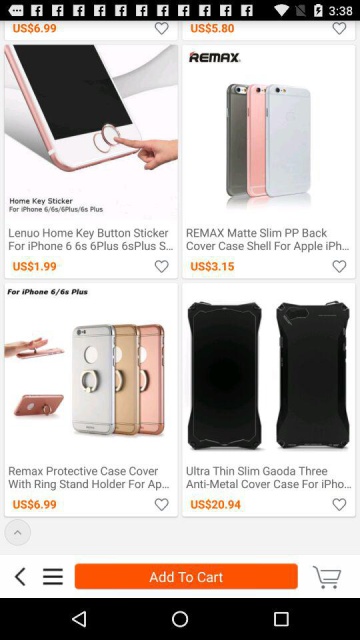 3:38
US$6.99
US$5.80
Home Key Sticker
For iPhone 6/6s/6Plus/6s Plus
Lenuo Home Key Button Sticker
For iPhone 6 6s 6Plus 6sPlus S...
US$1.99
REMAX
REMAX Matte Slim PP Back
Cover Case Shell For Apple iPh...
US$3.15
For iPhone 6/6s Plus
Remax Protective Case Cover
With Ring Stand Holder For Ap...
US$6.99
Ultra Thin Slim Gaoda Three
Anti-Metal Cover Case For iPho...
US$20.94
Add To Cart